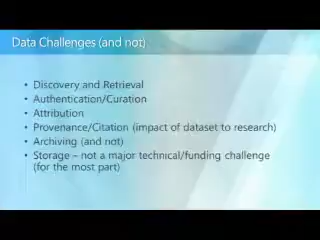 Data Challenges (and not)
• Discovery and Retrieval
• Authentication/Curation
• Attribution
• Provenance/Citation (impact of dataset to research)
• Archiving (and not)
• Storage – not a major technical/funding challenge
(for the most part)